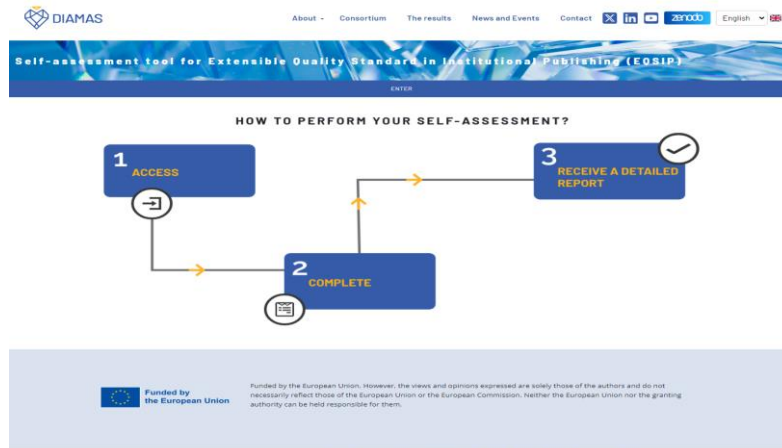 DIAMAS
About Consortium The results News and Events Contact zenodo English
Self-assessment tool for Extensible Quality Standard in Institutional Publishing (EQSIP)
ENTER
HOW TO PERFORM YOUR SELF-ASSESSMENT?
1
ACCESS
2
COMPLETE
3
RECEIVE A DETAILED
REPORT
Funded by
the European Union
Funded by the European Union. However, the views and opinions expressed are solely those of the authors and do not
necessarily reflect those of the European Union or the European Commission. Neither the European Union nor the granting
authority can be held responsible for them.